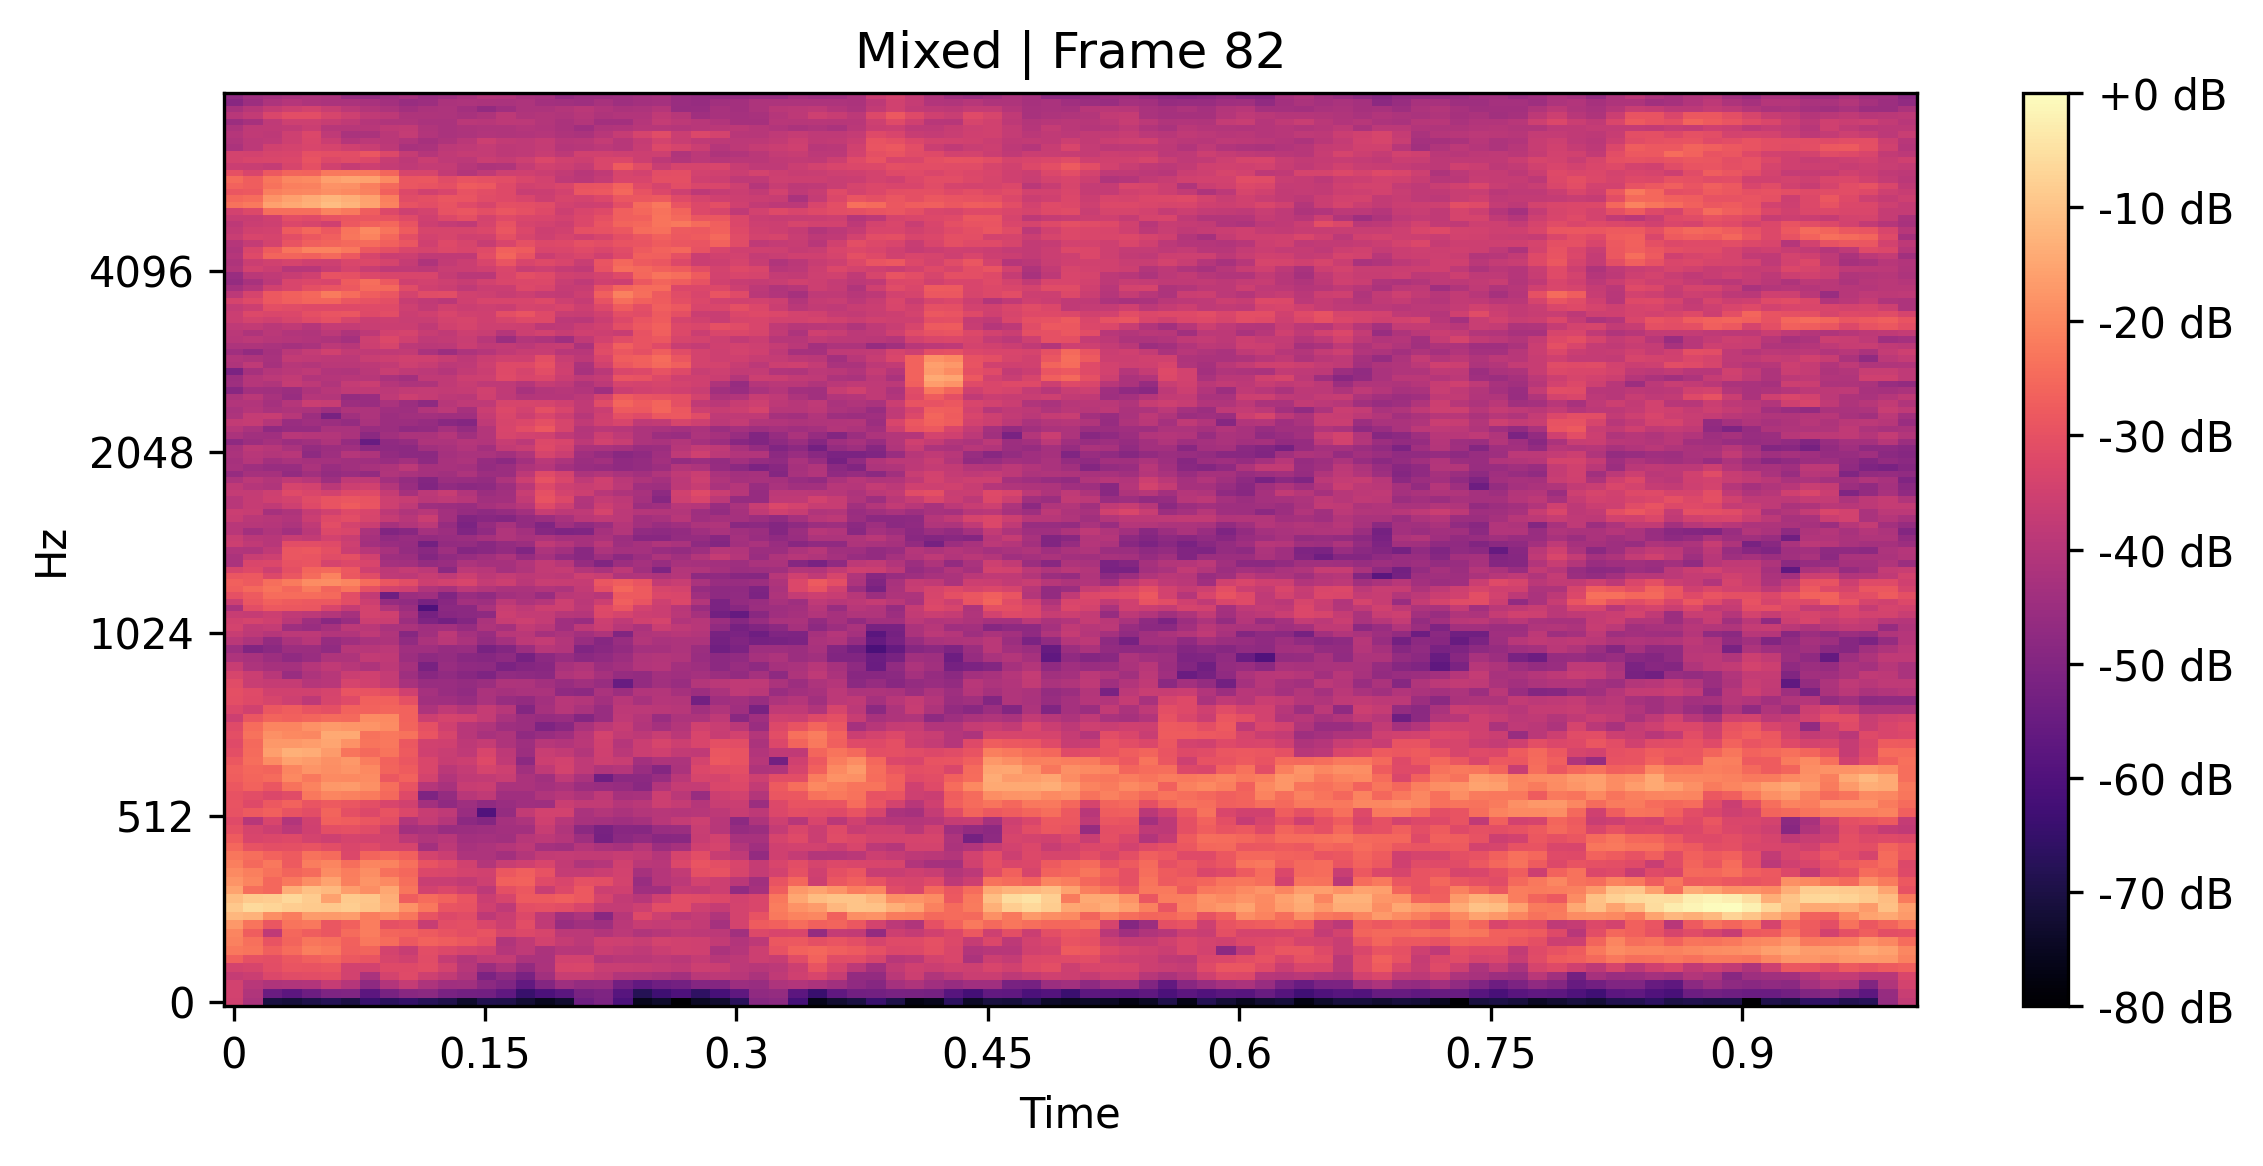 Mixed | Frame 82
+0 dB
-10 dB
-20 dB
-30 dB
-40 dB
-50 dB
-60 dB
-70 dB
-80 dB
Hz
4096
2048
1024
512
0
0 0.15 0.3 0.45 0.6 0.75 0.9
Time